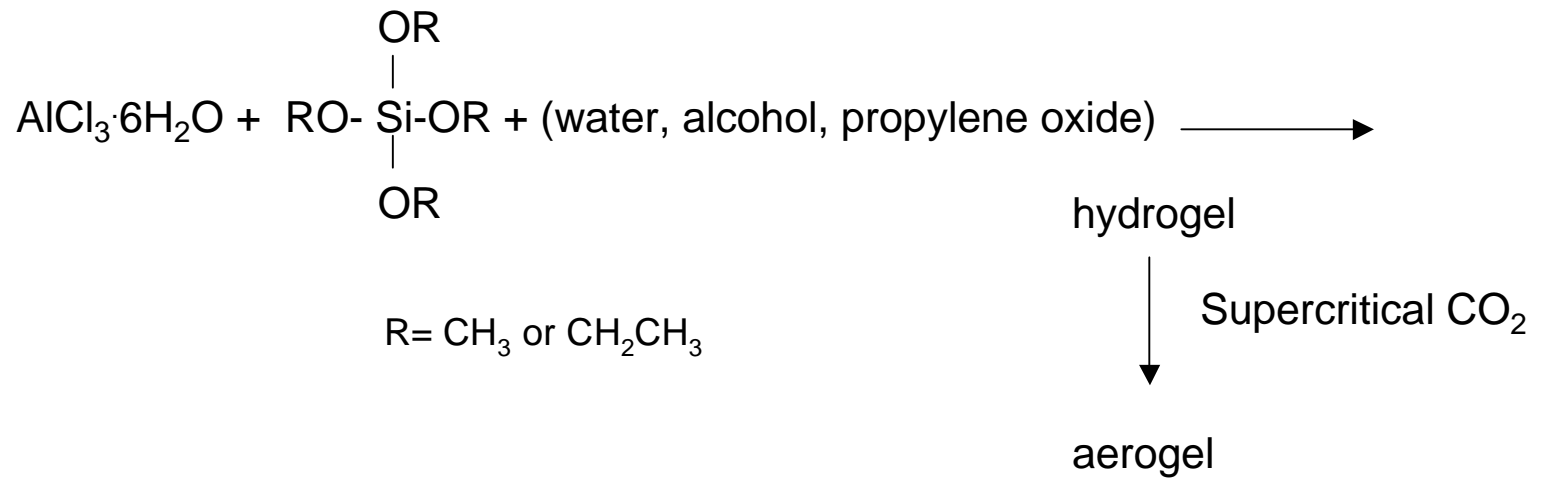 OR
AlCl₃·6H₂O + RO- Si-OR + (water, alcohol, propylene oxide)
OR
hydrogel
Supercritical CO₂
R= CH₃ or CH₂CH₃
aerogel